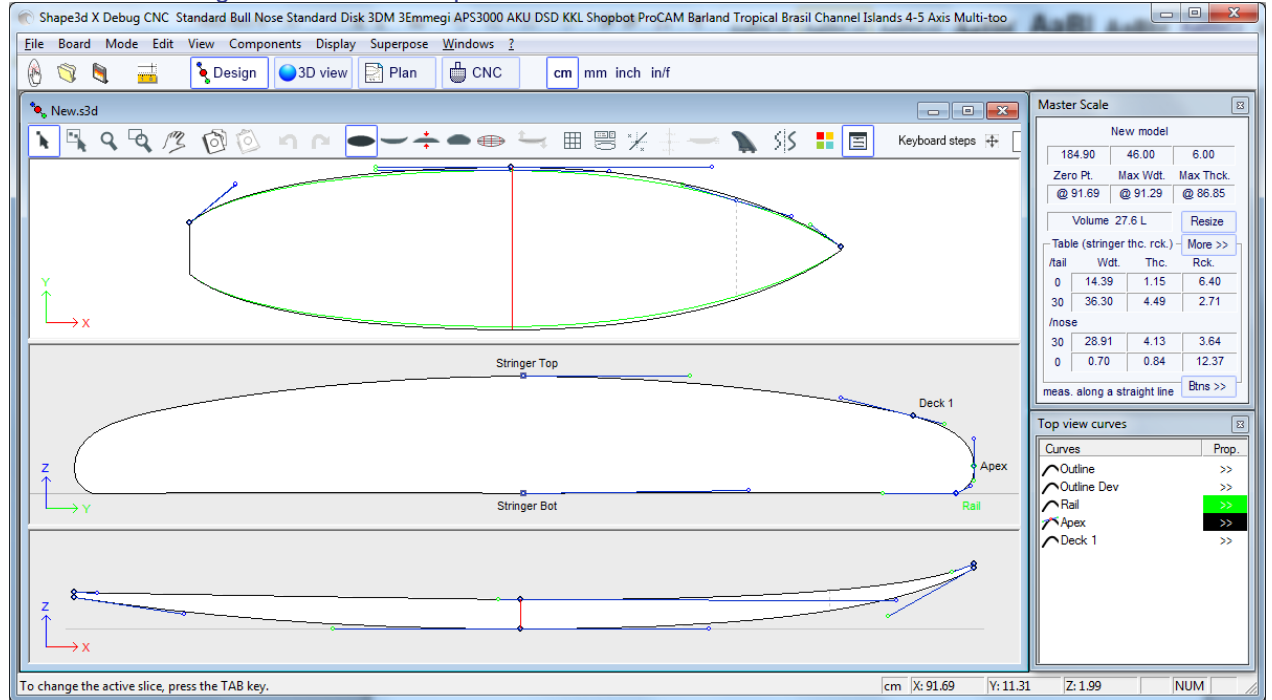 Shape3d X Debug CNC Standard Bull Nose Standard Disk 3DM 3Emmegi APS3000 AKU DSD KKL Shopbot ProCAM Barland Tropical Brasil Channel Islands 4-5 Axis Multi-too
File Board Mode Edit View Components Display Superpose Windows ?
Design 3D view Plan CNC cm mm inch in/f
New.s3d
Keyboard steps
Y
X
Stringer Top
Deck 1
Apex
Z
Y
Stringer Bot
Rail
Z
X
Master Scale
New model
184.90 46.00 6.00
Zero Pt. Max Wdt. Max Thck.
@ 91.69 @ 91.29 @ 86.85
Volume 27.6 L Resize
Table (stringer thc. rck.) More >>
/tail Wdt. Thc. Rck.
0 14.39 1.15 6.40
30 36.30 4.49 2.71
/nose
30 28.91 4.13 3.64
0 0.70 0.84 12.37
meas. along a straight line Btns >>
Top view curves
Curves Prop.
Outline >>
Outline Dev >>
Rail >>
Apex >>
Deck 1 >>
To change the active slice, press the TAB key. cm X: 91.69 Y: 11.31 Z: 1.99 NUM